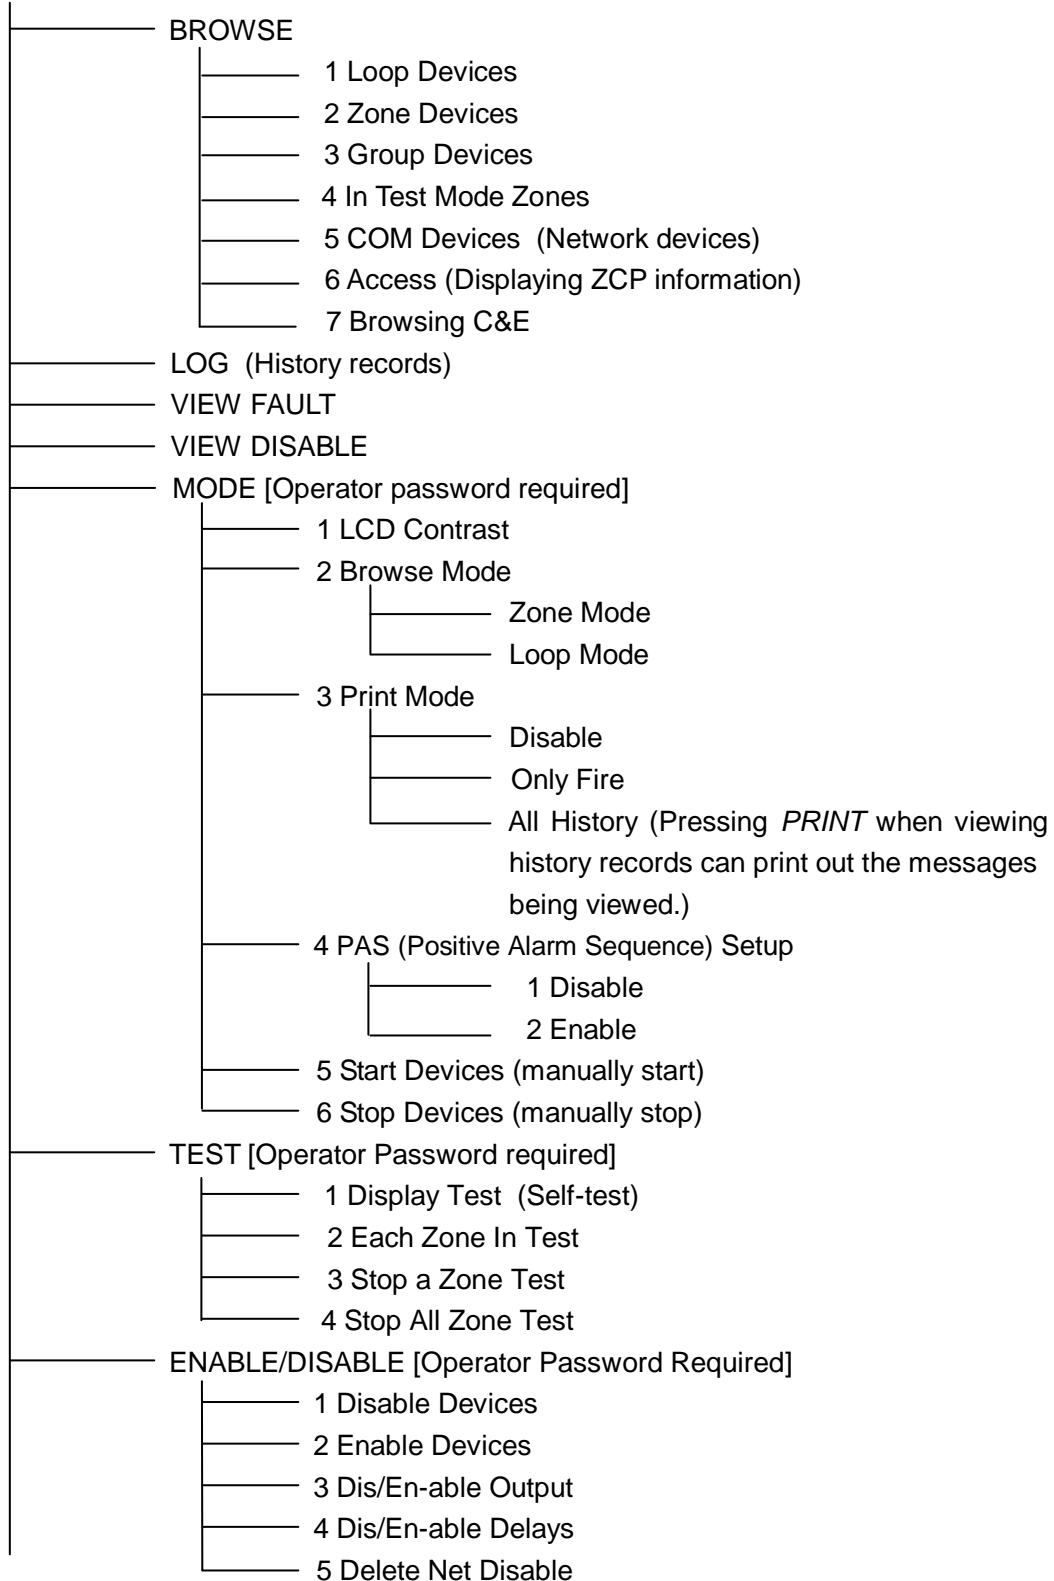 BROWSE
1 Loop Devices
2 Zone Devices
3 Group Devices
4 In Test Mode Zones
5 COM Devices (Network devices)
6 Access (Displaying ZCP information)
7 Browsing C&E
LOG (History records)
VIEW FAULT
VIEW DISABLE
MODE [Operator password required]
1 LCD Contrast
2 Browse Mode
Zone Mode
Loop Mode
3 Print Mode
Disable
Only Fire
All History (Pressing PRINT when viewing
history records can print out the messages
being viewed.)
4 PAS (Positive Alarm Sequence) Setup
1 Disable
2 Enable
5 Start Devices (manually start)
6 Stop Devices (manually stop)
TEST [Operator Password required]
1 Display Test (Self-test)
2 Each Zone In Test
3 Stop a Zone Test
4 Stop All Zone Test
ENABLE/DISABLE [Operator Password Required]
1 Disable Devices
2 Enable Devices
3 Dis/En-able Output
4 Dis/En-able Delays
5 Delete Net Disable